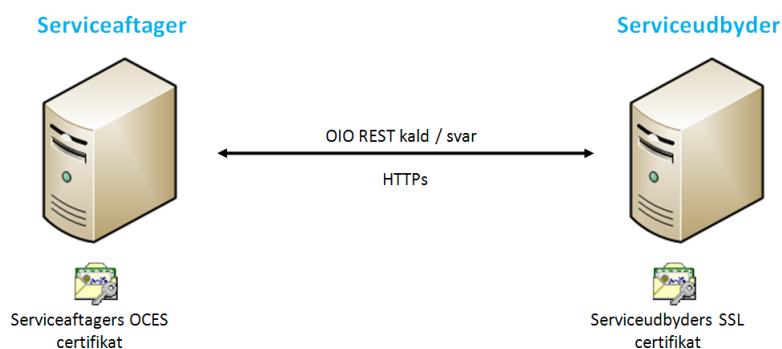 Serviceaftager
Serviceudbyder
OIO REST kald / svar
HTTPs
Serviceaftagers OCES
certifikat
Serviceudbyders SSL
certifikat